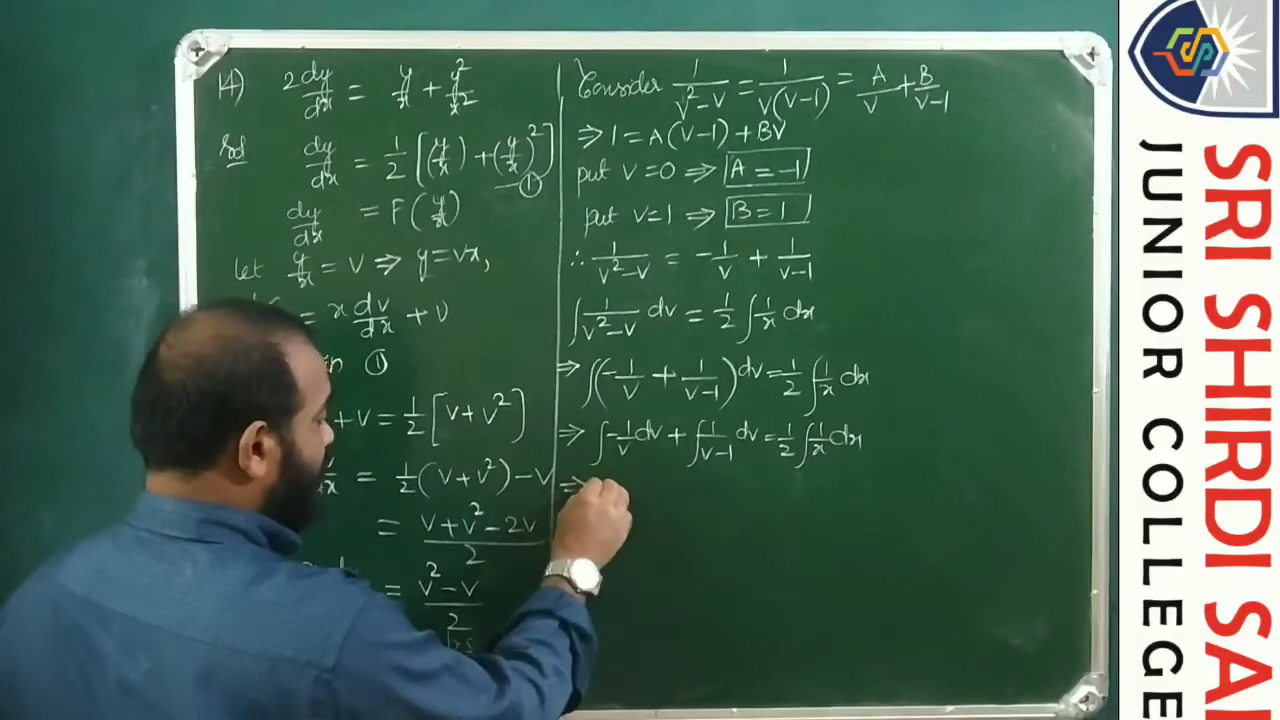 14) 2 dy/dx = y/x + y²/x²
Sol dy/dx = 1/2 [(y/x) + (y/x)²] — ①
dy/dx = F(y/x)
let y/x = v ⇒ y = vx,
= x dv/dx + v
in ①
+ v = 1/2 [v + v²]
= 1/2 (v + v²) - v
= (v + v² - 2v)/2
= (v² - v)/2
Consider 1/(v² - v) = 1/(v(v-1)) = A/v + B/(v-1)
⇒ 1 = A(v-1) + Bv
put v=0 ⇒ A = -1
put v=1 ⇒ B = 1
∴ 1/(v² - v) = -1/v + 1/(v-1)
∫ 1/(v² - v) dv = 1/2 ∫ 1/x dx
⇒ ∫(-1/v + 1/(v-1)) dv = 1/2 ∫ 1/x dx
⇒ ∫ -1/v dv + ∫ 1/(v-1) dv = 1/2 ∫ 1/x dx
⇒
SRI SHIRDI SAI
JUNIOR COLLEGE